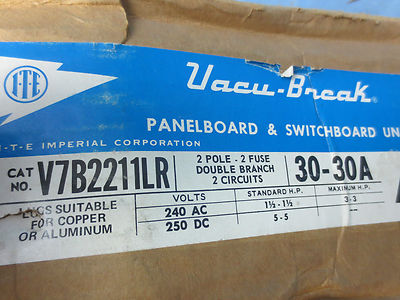 I-T-E
Vacu-Break®
PANELBOARD & SWITCHBOARD UN
I-T-E IMPERIAL CORPORATION
CAT NO. V7B2211LR
2 POLE - 2 FUSE
DOUBLE BRANCH
2 CIRCUITS
30-30A
LUGS SUITABLE
FOR COPPER
OR ALUMINUM
VOLTS STANDARD H.P. MAXIMUM H.P.
240 AC 1½ - 1½ 3-3
250 DC 5-5